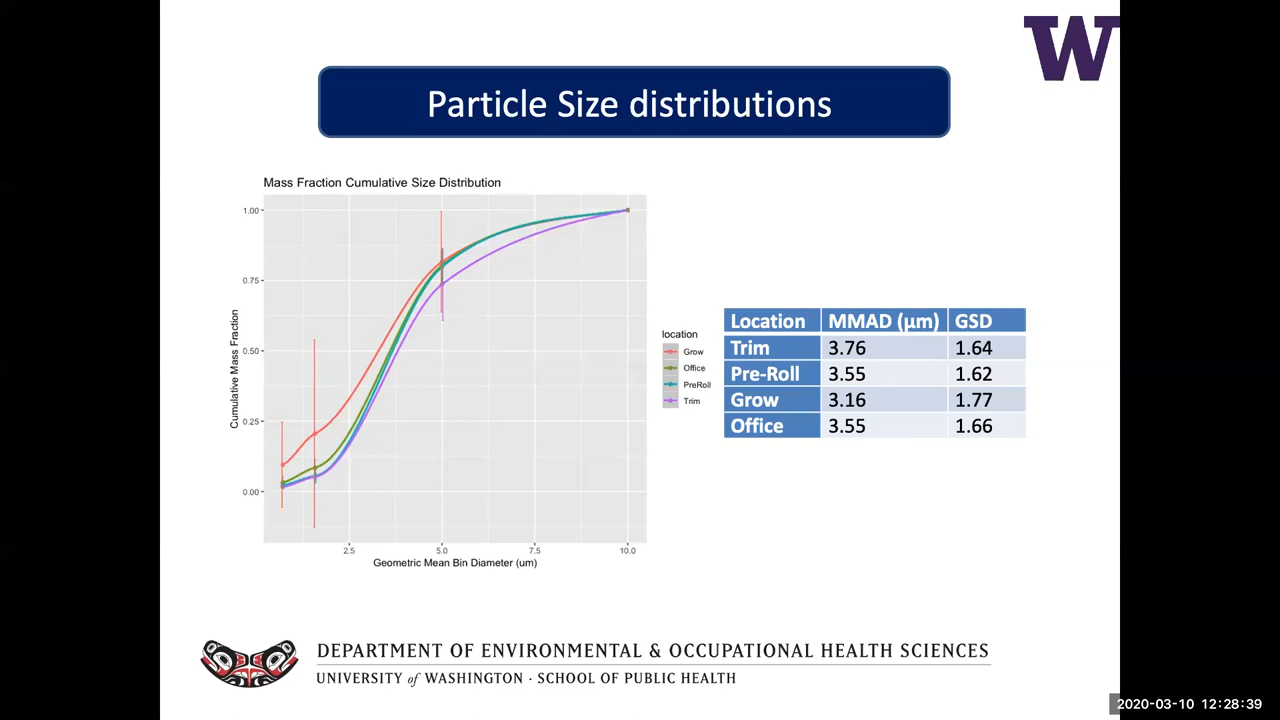 W
Particle Size distributions
Mass Fraction Cumulative Size Distribution
1.00
0.75
0.50
0.25
0.00
Cumulative Mass Fraction
2.5 5.0 7.5 10.0
Geometric Mean Bin Diameter (um)
location
Grow
Office
PreRoll
Trim
Location MMAD (µm) GSD
Trim 3.76 1.64
Pre-Roll 3.55 1.62
Grow 3.16 1.77
Office 3.55 1.66
DEPARTMENT OF ENVIRONMENTAL & OCCUPATIONAL HEALTH SCIENCES
UNIVERSITY of WASHINGTON · SCHOOL OF PUBLIC HEALTH
2020-03-10 12:28:39